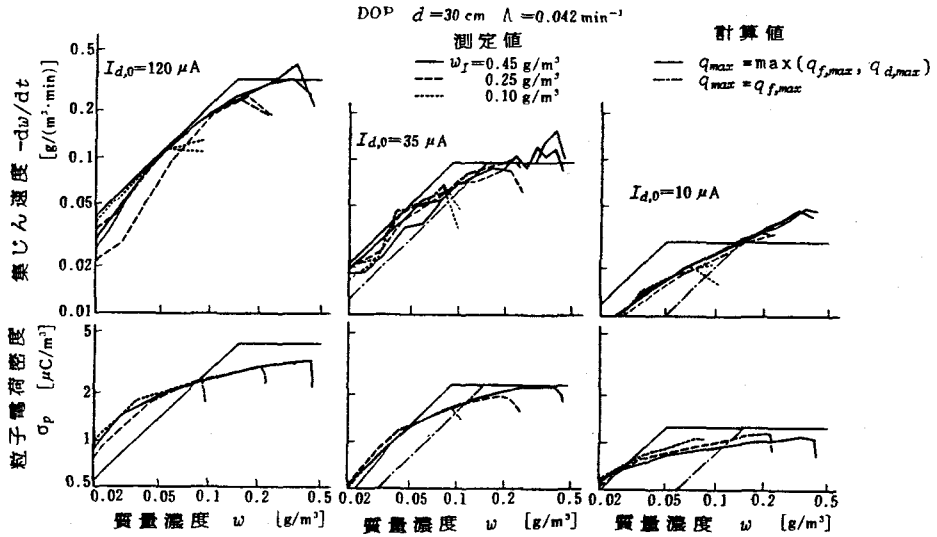 DOP d=30 cm Λ=0.042 min⁻¹
測定値
w_I=0.45 g/m³
0.25 g/m³
0.10 g/m³
計算値
q_max=max(q_f,max, q_d,max)
q_max=q_f,max
集じん速度 -dw/dt
[g/(m³·min)]
0.5
0.2
0.1
0.05
0.02
0.01
I_d,0=120 μA
I_d,0=35 μA
I_d,0=10 μA
粒子電荷密度
σ_p [μC/m³]
5
2
1
0.5
0.02 0.05 0.1 0.2 0.5
0.02 0.05 0.1 0.2 0.5
0.02 0.05 0.1 0.2 0.5
質量濃度 w [g/m³]
質量濃度 w [g/m³]
質量濃度 w [g/m³]